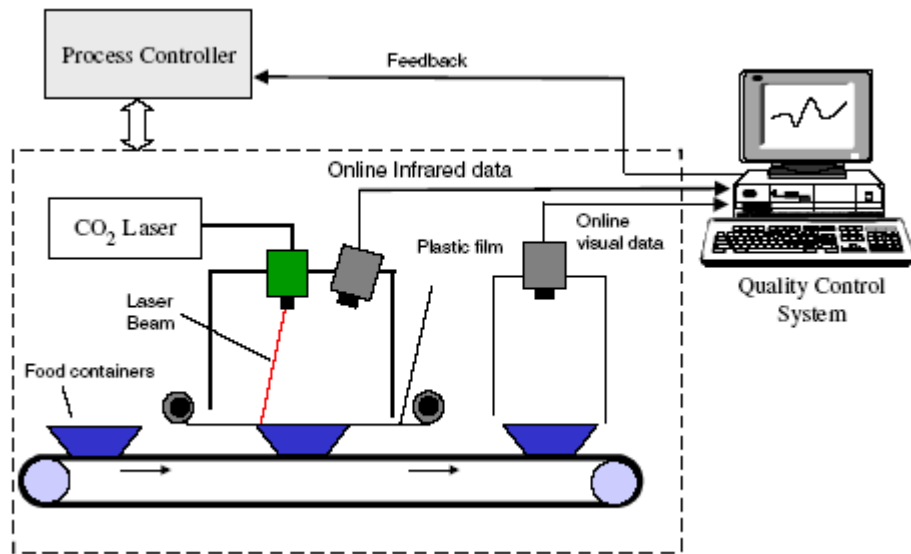 Process Controller
Feedback
Online Infrared data
CO₂ Laser
Online
visual data
Plastic film
Quality Control
System
Laser
Beam
Food containers